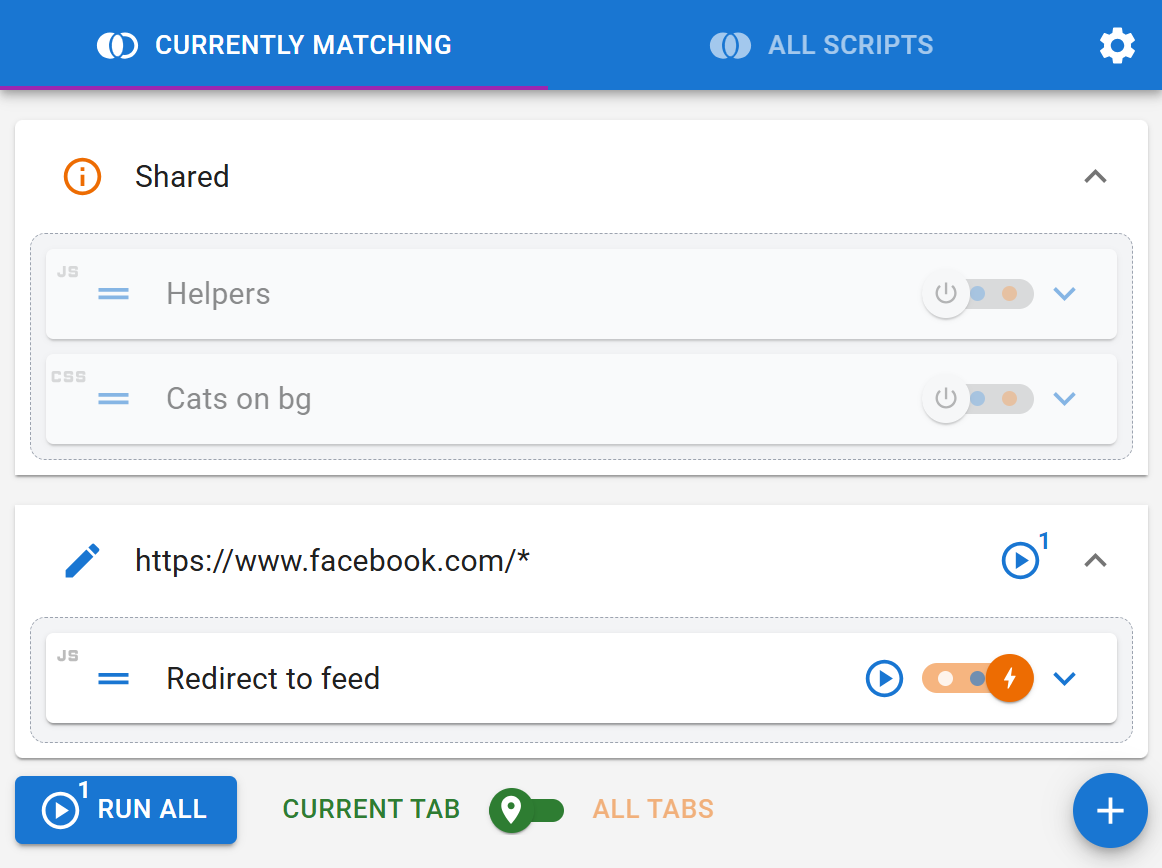 CURRENTLY MATCHING
ALL SCRIPTS
Shared
JS
Helpers
CSS
Cats on bg
https://www.facebook.com/*
1
JS
Redirect to feed
1
RUN ALL
CURRENT TAB
ALL TABS